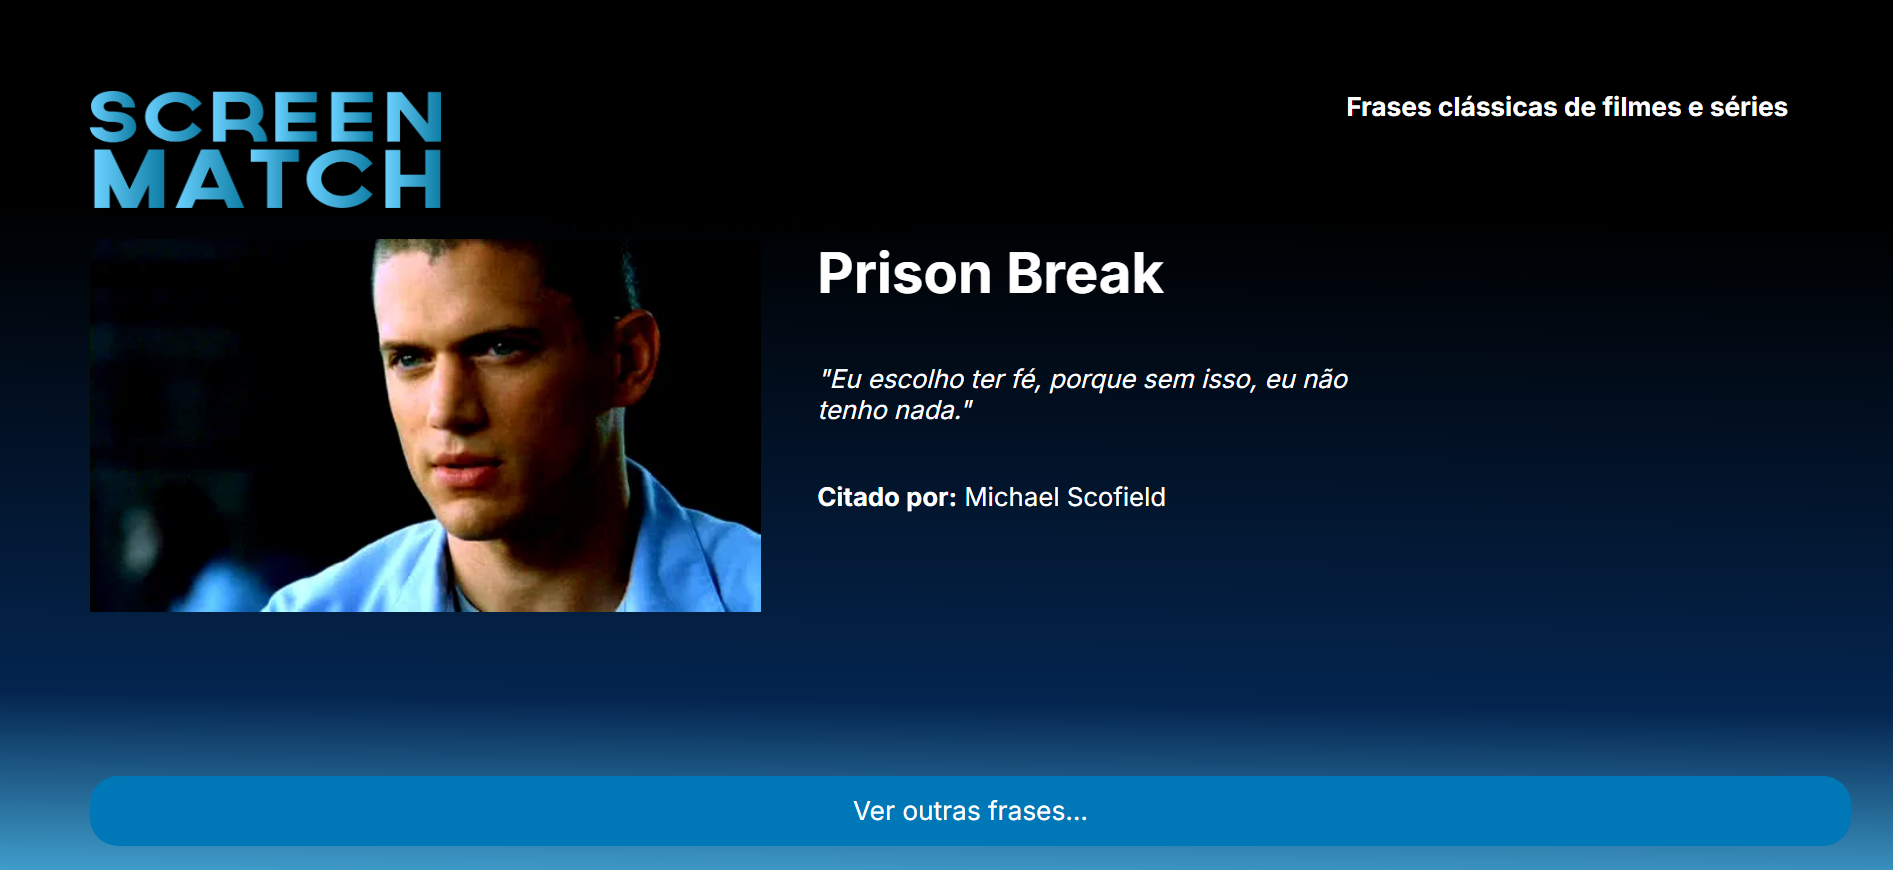 SCREEN
MATCH
Frases clássicas de filmes e séries
Prison Break
"Eu escolho ter fé, porque sem isso, eu não
tenho nada."
Citado por: Michael Scofield
Ver outras frases...